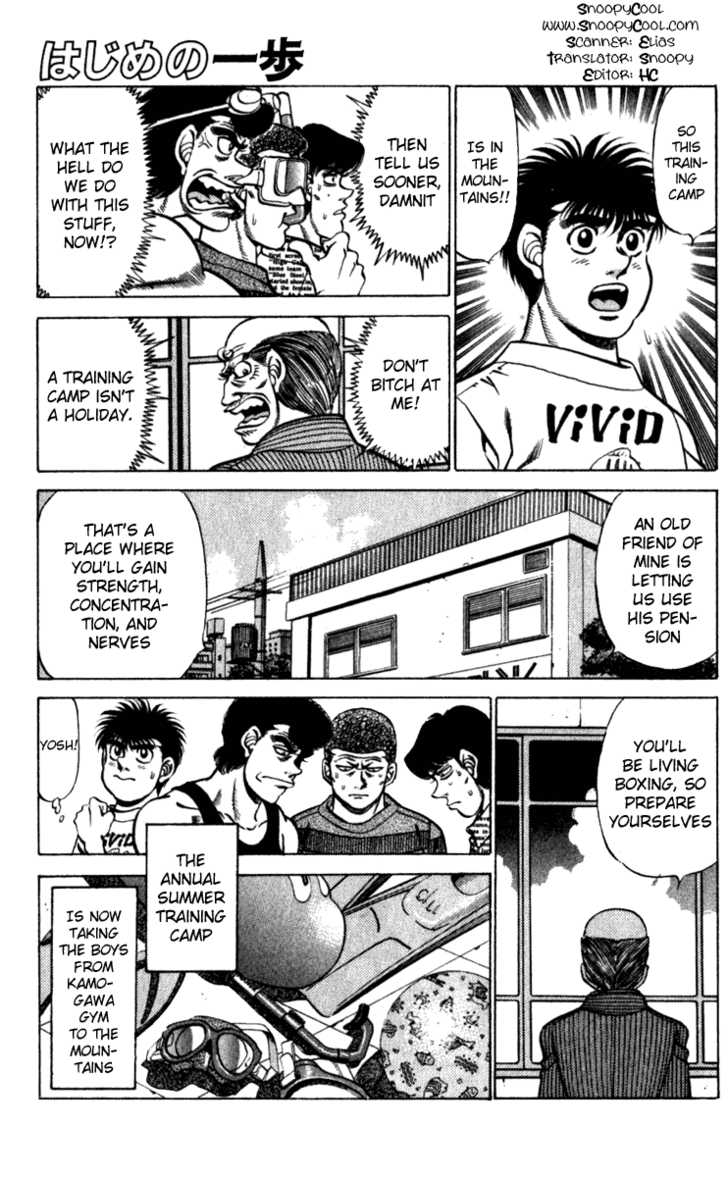 SnoopyCool
www.SnoopyCool.com
Scanner: Elias
Translator: Snoopy
Editor: HC
はじめの一歩
SO
THIS
TRAIN-
ING
CAMP
IS IN
THE
MOUN-
TAINS!!
ViViD
THEN
TELL US
SOONER,
DAMNIT
WHAT THE
HELL DO
WE DO
WITH THIS
STUFF,
NOW!?
DON'T
BITCH AT
ME!
A TRAINING
CAMP ISN'T
A HOLIDAY.
AN OLD
FRIEND OF
MINE IS
LETTING
US USE
HIS PEN-
SION
THAT'S A
PLACE WHERE
YOU'LL GAIN
STRENGTH,
CONCENTRA-
TION, AND
NERVES
YOU'LL
BE LIVING
BOXING, SO
PREPARE
YOURSELVES
YOSH!
ViViD
THE
ANNUAL
SUMMER
TRAINING
CAMP
IS NOW
TAKING
THE BOYS
FROM
KAMO-
GAWA
GYM
TO THE
MOUN-
TAINS